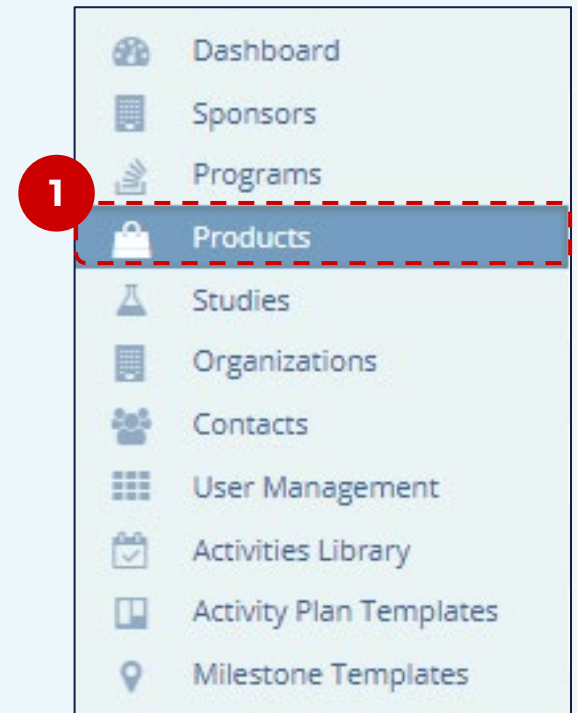 Dashboard
Sponsors
Programs
1
Products
Studies
Organizations
Contacts
User Management
Activities Library
Activity Plan Templates
Milestone Templates